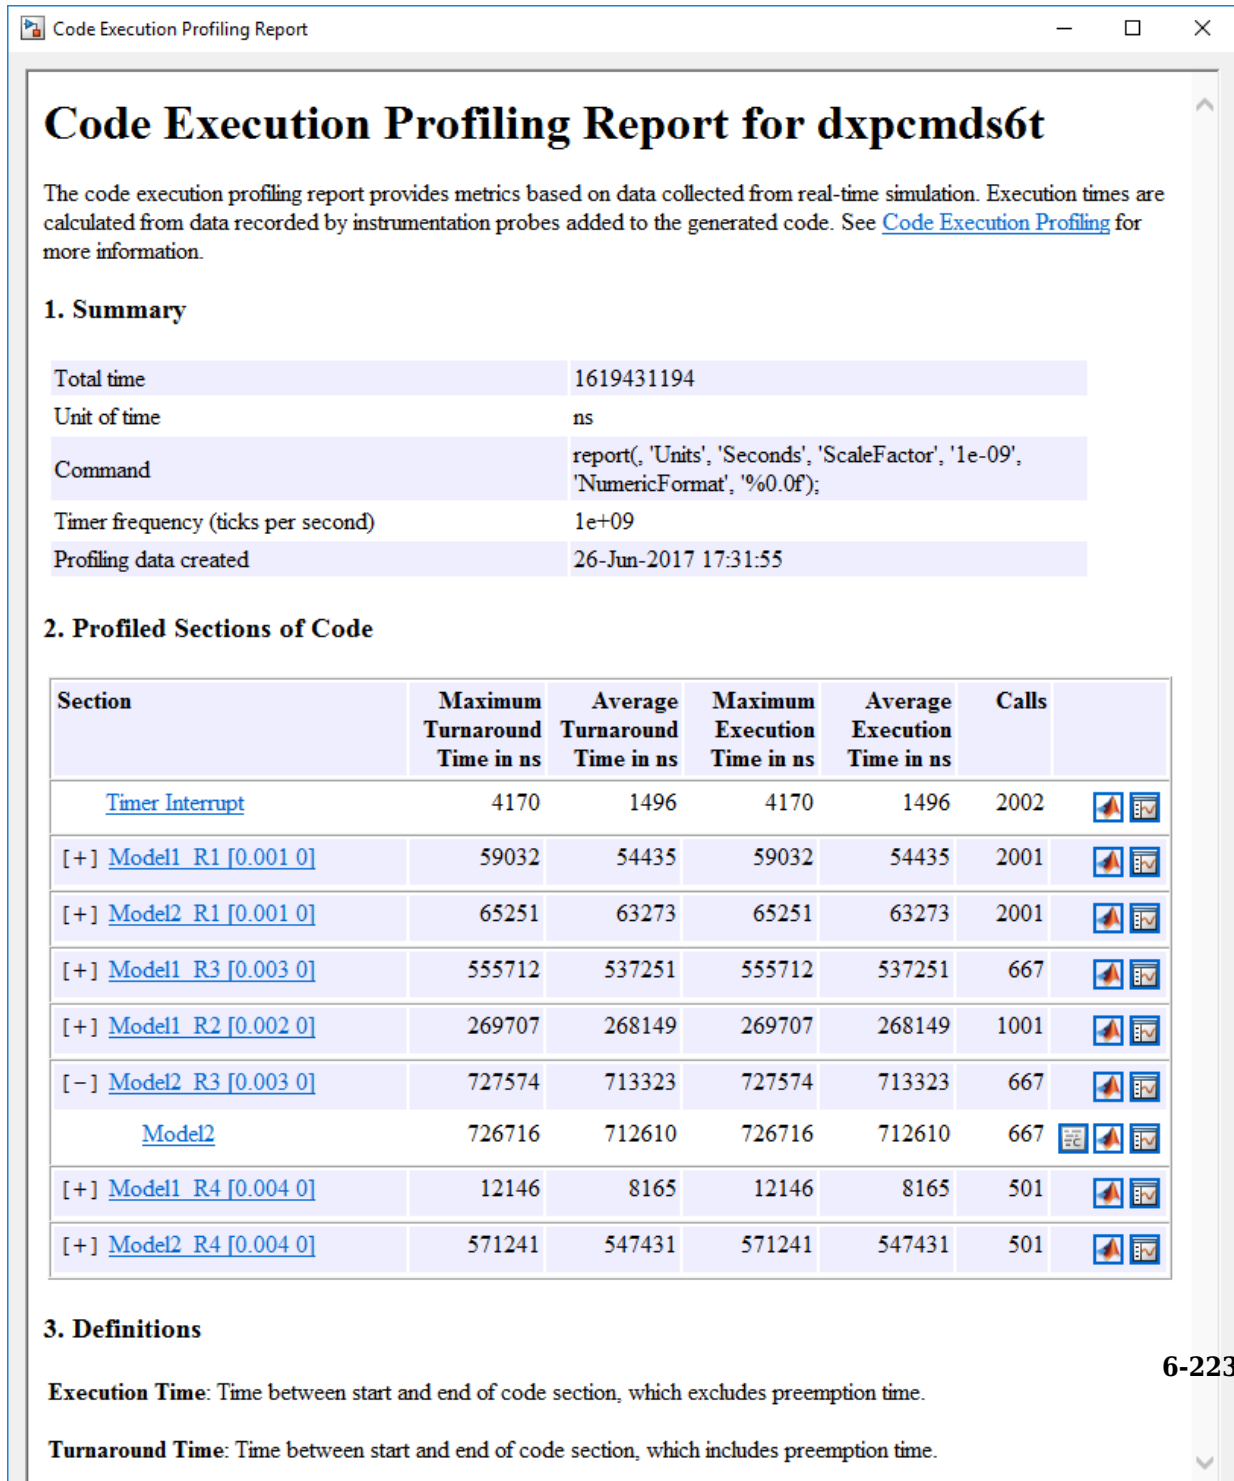 Code Execution Profiling Report
Code Execution Profiling Report for dxpcmds6t
The code execution profiling report provides metrics based on data collected from real-time simulation. Execution times are
calculated from data recorded by instrumentation probes added to the generated code. See Code Execution Profiling for
more information.
1. Summary
Total time 1619431194
Unit of time ns
Command report(, 'Units', 'Seconds', 'ScaleFactor', '1e-09',
'NumericFormat', '%0.0f');
Timer frequency (ticks per second) 1e+09
Profiling data created 26-Jun-2017 17:31:55
2. Profiled Sections of Code
Section Maximum Average Maximum Average Calls
Turnaround Turnaround Execution Execution
Time in ns Time in ns Time in ns Time in ns
Timer Interrupt 4170 1496 4170 1496 2002
[+] Model1_R1 [0.001 0] 59032 54435 59032 54435 2001
[+] Model2_R1 [0.001 0] 65251 63273 65251 63273 2001
[+] Model1_R3 [0.003 0] 555712 537251 555712 537251 667
[+] Model1_R2 [0.002 0] 269707 268149 269707 268149 1001
[−] Model2_R3 [0.003 0] 727574 713323 727574 713323 667
Model2 726716 712610 726716 712610 667
[+] Model1_R4 [0.004 0] 12146 8165 12146 8165 501
[+] Model2_R4 [0.004 0] 571241 547431 571241 547431 501
3. Definitions
6-223
Execution Time: Time between start and end of code section, which excludes preemption time.
Turnaround Time: Time between start and end of code section, which includes preemption time.